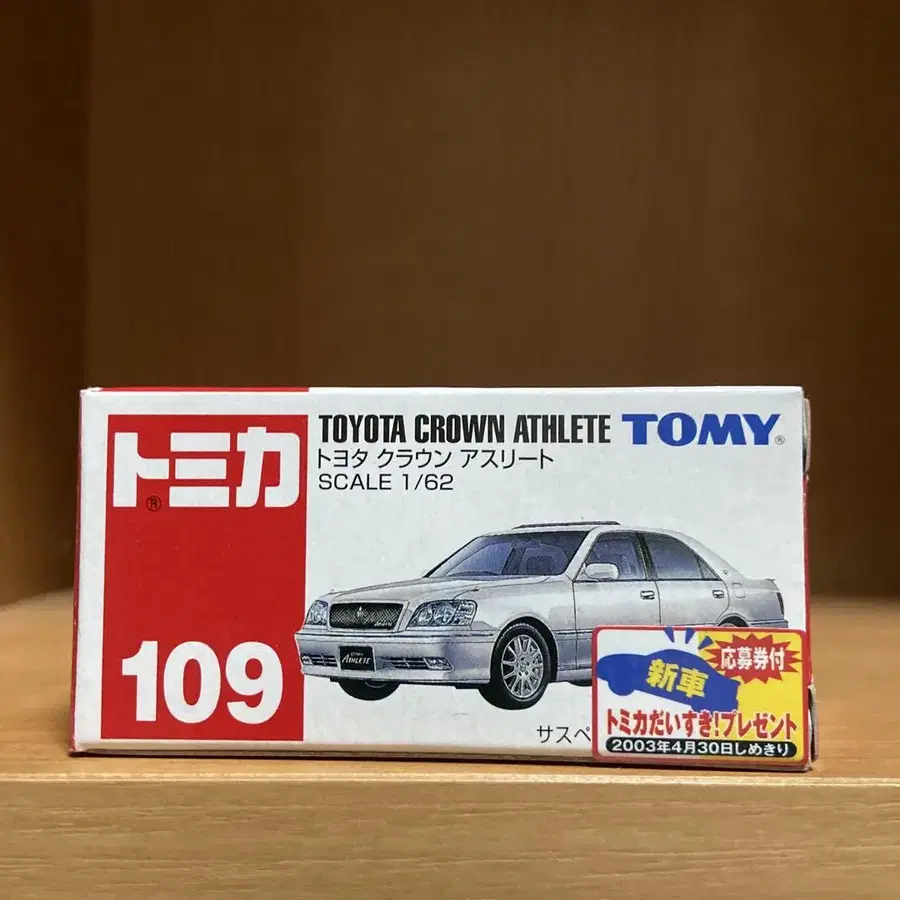 トミカ
®
109
TOYOTA CROWN ATHLETE
トヨタ クラウン アスリート
SCALE 1/62
TOMY®
ATHLETE
サスペ
新車
応募券付
トミカだいすき!プレゼント
2003年4月30日しめきり